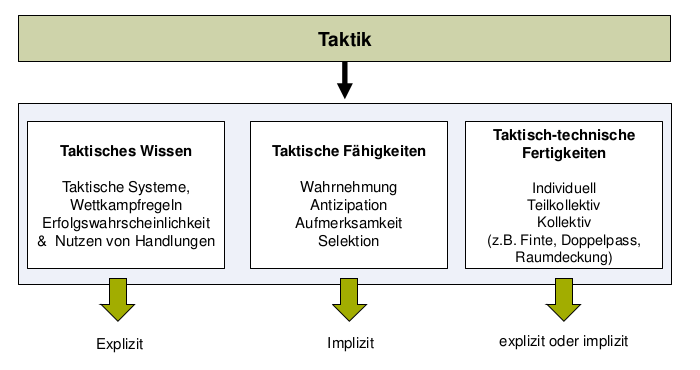 Taktik
Taktisches Wissen
Taktische Systeme,
Wettkampfregeln
Erfolgswahrscheinlichkeit
& Nutzen von Handlungen
Taktische Fähigkeiten
Wahrnehmung
Antizipation
Aufmerksamkeit
Selektion
Taktisch-technische
Fertigkeiten
Individuell
Teilkollektiv
Kollektiv
(z.B. Finte, Doppelpass,
Raumdeckung)
Explizit
Implizit
explizit oder implizit